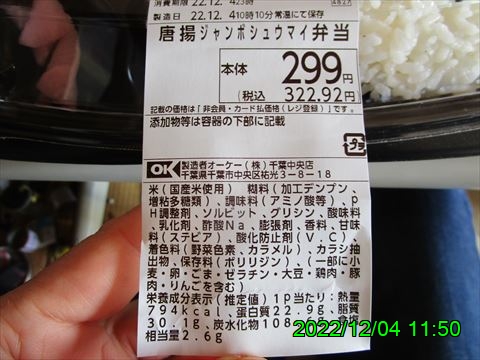 消費期限 22.12. 4 23時
製造日 22.12. 4 10時10分 常温にて保存
唐揚ジャンボシュウマイ弁当
本体 299円
(税込 322.92円
記載の価格は「非会員・カード払価格(レジ登録)」です。
添加物等は容器の下部に記載
プラ
OK 製造者オーケー(株)千葉中央店
千葉県千葉市中央区祐光3-8-18
米(国産米使用) 糊料(加工デンプン、
増粘多糖類)、調味料(アミノ酸等)、p
H調整剤、ソルビット、グリシン、酸味料
、乳化剤、酢酸Na、膨張剤、香料、甘味
料(ステビア)、酸化防止剤(V.C)、
着色料(野菜色素、カラメル)、カラシ抽
出物、保存料(ポリリジン)、(一部に小
麦・卵・ごま・ゼラチン・大豆・鶏肉・豚
肉・りんごを含む)
栄養成分表示(推定値)1p当たり:熱量
794kcal、蛋白質22.9g、脂質
30.1g、炭水化物108.6g、食塩
相当量2.6g
2022/12/04 11:50